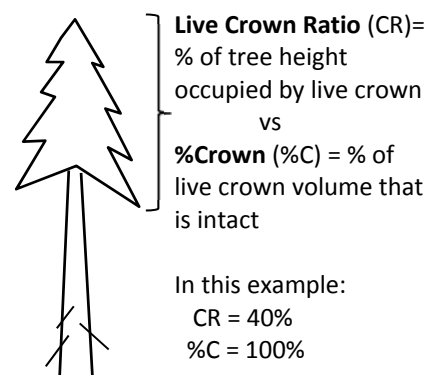 Live Crown Ratio (CR)=
% of tree height
occupied by live crown
vs
%Crown (%C) = % of
live crown volume that
is intact
In this example:
CR = 40%
%C = 100%